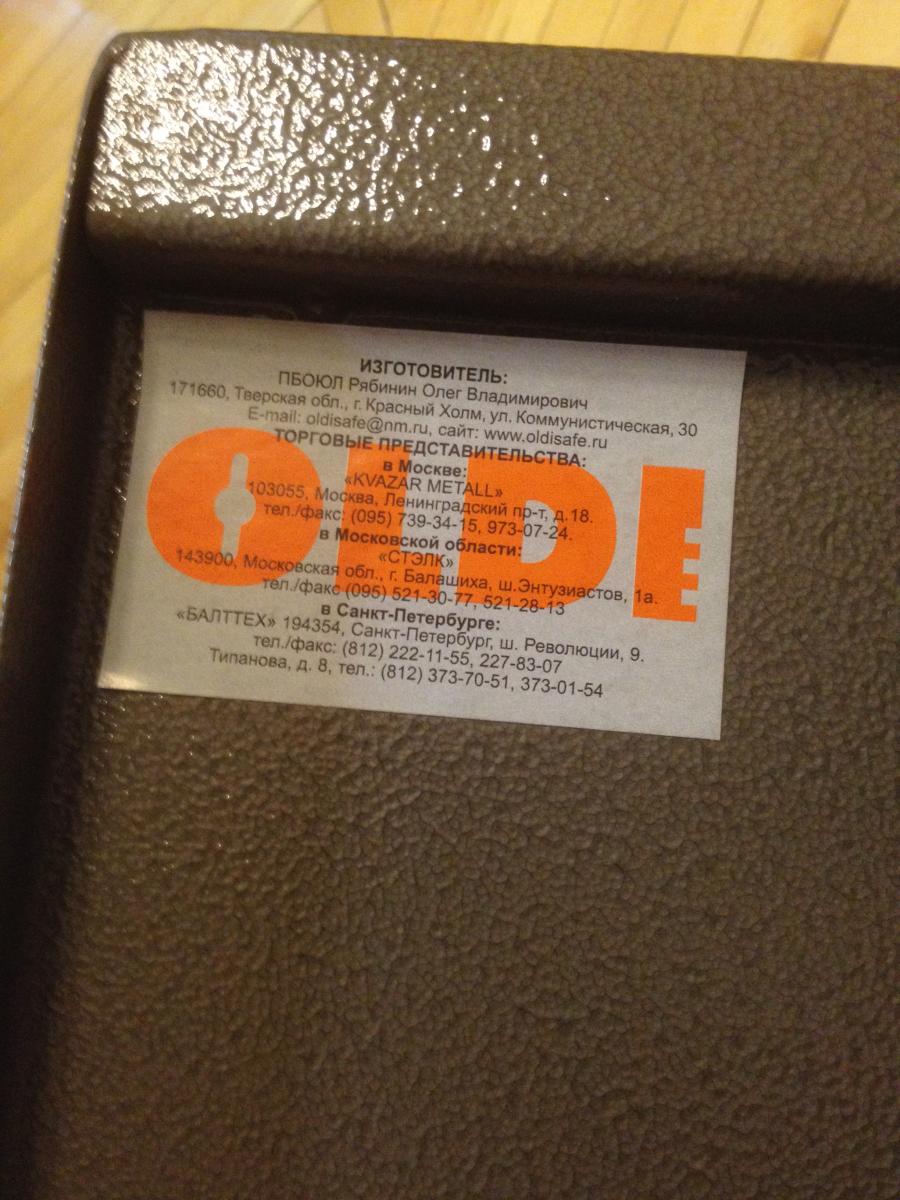 ИЗГОТОВИТЕЛЬ:
ПБОЮЛ Рябинин Олег Владимирович
171660, Тверская обл., г. Красный Холм, ул. Коммунистическая, 30
E-mail: oldisafe@nm.ru, сайт: www.oldisafe.ru
ТОРГОВЫЕ ПРЕДСТАВИТЕЛЬСТВА:
в Москве:
«KVAZAR METALL»
103055, Москва, Ленинградский пр-т, д.18.
тел./факс: (095) 739-34-15, 973-07-24.
в Московской области:
«СТЭЛК»
143900, Московская обл., г. Балашиха, ш.Энтузиастов, 1а.
тел./факс (095) 521-30-77, 521-28-13
в Санкт-Петербурге:
«БАЛТТЕХ» 194354, Санкт-Петербург, ш. Революции, 9.
тел./факс: (812) 222-11-55, 227-83-07
Типанова, д. 8, тел.: (812) 373-70-51, 373-01-54